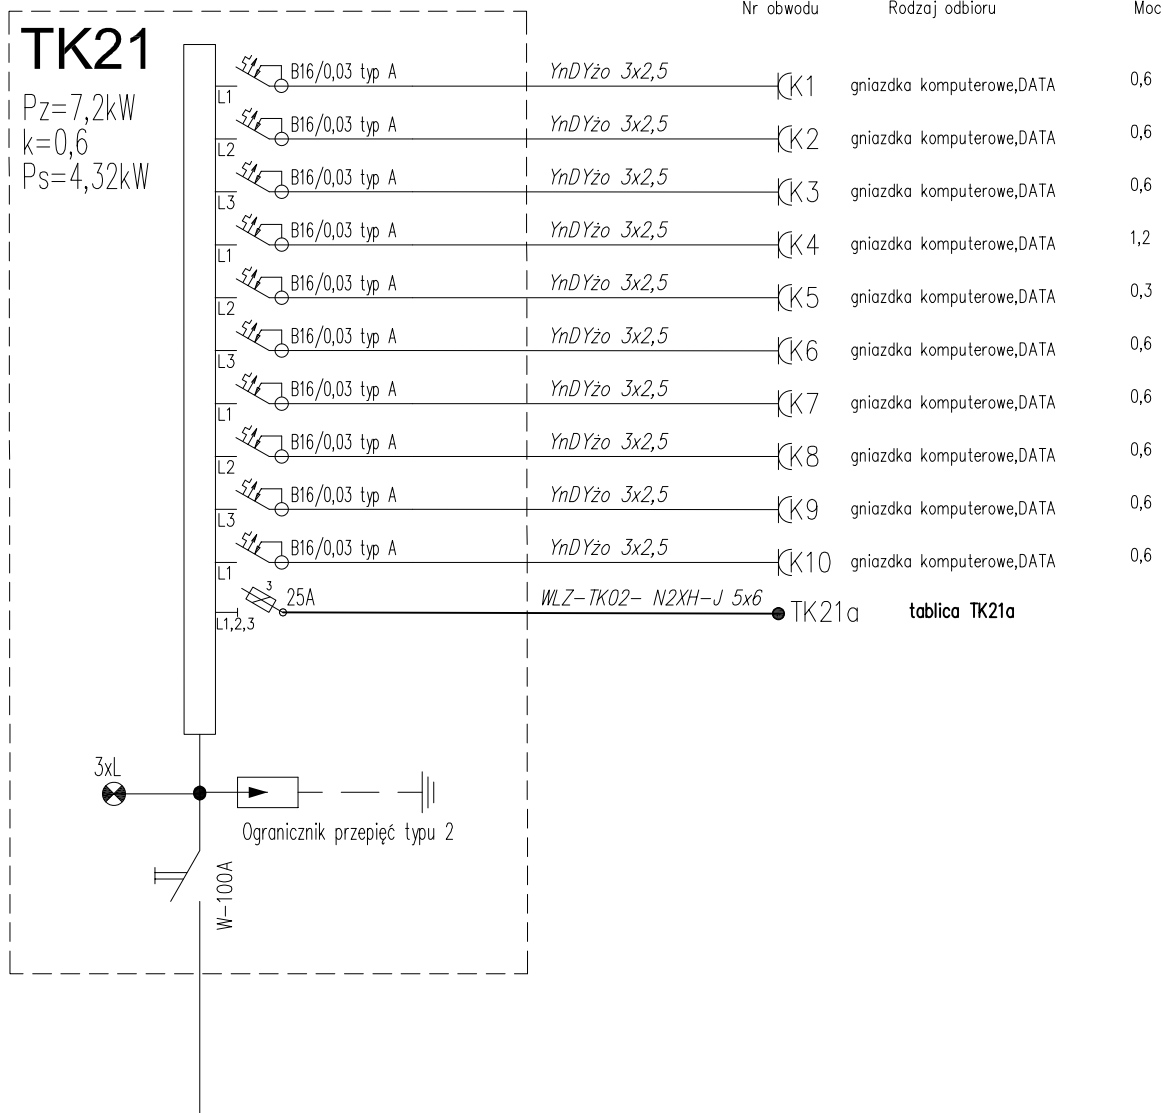 Nr obwodu Rodzaj odbioru Moc
TK21
Pz=7,2kW
k=0,6
Ps=4,32kW
L1 B16/0,03 typ A YnDYżo 3x2,5 K1 gniazdka komputerowe,DATA 0,6
L2 B16/0,03 typ A YnDYżo 3x2,5 K2 gniazdka komputerowe,DATA 0,6
L3 B16/0,03 typ A YnDYżo 3x2,5 K3 gniazdka komputerowe,DATA 0,6
L1 B16/0,03 typ A YnDYżo 3x2,5 K4 gniazdka komputerowe,DATA 1,2
L2 B16/0,03 typ A YnDYżo 3x2,5 K5 gniazdka komputerowe,DATA 0,3
L3 B16/0,03 typ A YnDYżo 3x2,5 K6 gniazdka komputerowe,DATA 0,6
L1 B16/0,03 typ A YnDYżo 3x2,5 K7 gniazdka komputerowe,DATA 0,6
L2 B16/0,03 typ A YnDYżo 3x2,5 K8 gniazdka komputerowe,DATA 0,6
L3 B16/0,03 typ A YnDYżo 3x2,5 K9 gniazdka komputerowe,DATA 0,6
L1 B16/0,03 typ A YnDYżo 3x2,5 K10 gniazdka komputerowe,DATA 0,6
L1,2,3 3 25A WLZ-TK02- N2XH-J 5x6 TK21a tablica TK21a
3xL
Ogranicznik przepięć typu 2
W-100A